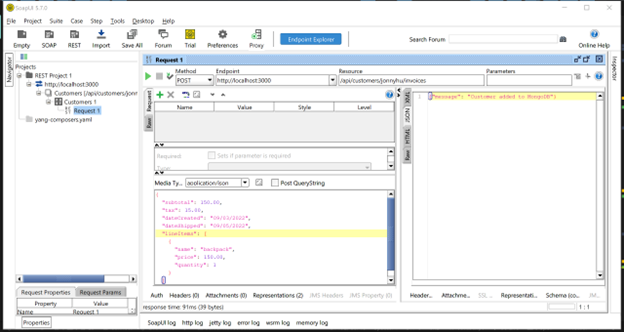 SoapUI 5.7.0
File Project Suite Case Step Tools Desktop Help
Empty SOAP REST Import Save All Forum Trial Preferences Proxy
Endpoint Explorer
Search Forum
Online Help
Navigator
Projects
REST Project 1
http://localhost:3000
Customers 1
Request 1
yang-composers.yaml
Request Properties Request Params
Property Value
Name Request 1
Properties
Request 1
Method Endpoint Resource Parameters
POST http://localhost:3000 /api/customers/jonnyhu/invoices
Request
Raw
Name Value Style Level
Required: Sets if parameter is required
Type:
Media Ty... application/json Post QueryString
{
"subtotal": 150.00,
"tax": 15.00,
"dateCreated": "09/03/2022",
"dateShipped": "09/05/2022",
"lineItems": [
{
"name": "backpack",
"price": 150.00,
"quantity": 1
}
Auth Headers (0) Attachments (0) Representations (2) JMS Headers JMS Property (0)
response time: 91ms (39 bytes)
XML
JSON
HTML
Raw
1 {"message": "Customer added to MongoDB"}
Header... Attachme... SSL ... Representati... Schema (co... JM...
1 : 1
Inspector
SoapUI log http log jetty log error log wsrm log memory log